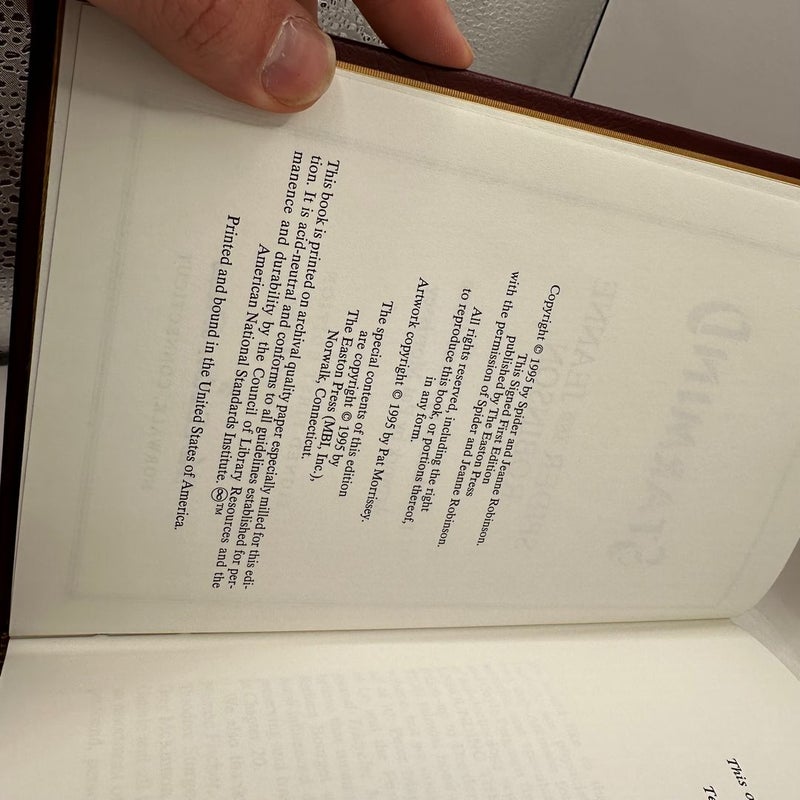 Copyright © 1995 by Spider and Jeanne Robinson.
This Signed First Edition
published by The Easton Press
with the permission of Spider and Jeanne Robinson.
All rights reserved, including the right
to reproduce this book, or portions thereof,
in any form.
Artwork copyright © 1995 by Pat Morrissey.
The special contents of this edition
are copyright © 1995 by
The Easton Press (MBI, Inc.),
Norwalk, Connecticut.
This book is printed on archival quality paper especially milled for this edi-
tion. It is acid-neutral and conforms to all guidelines established for per-
manence and durability by the Council of Library Resources and the
American National Standards Institute. ∞ TM
Printed and bound in the United States of America.
This